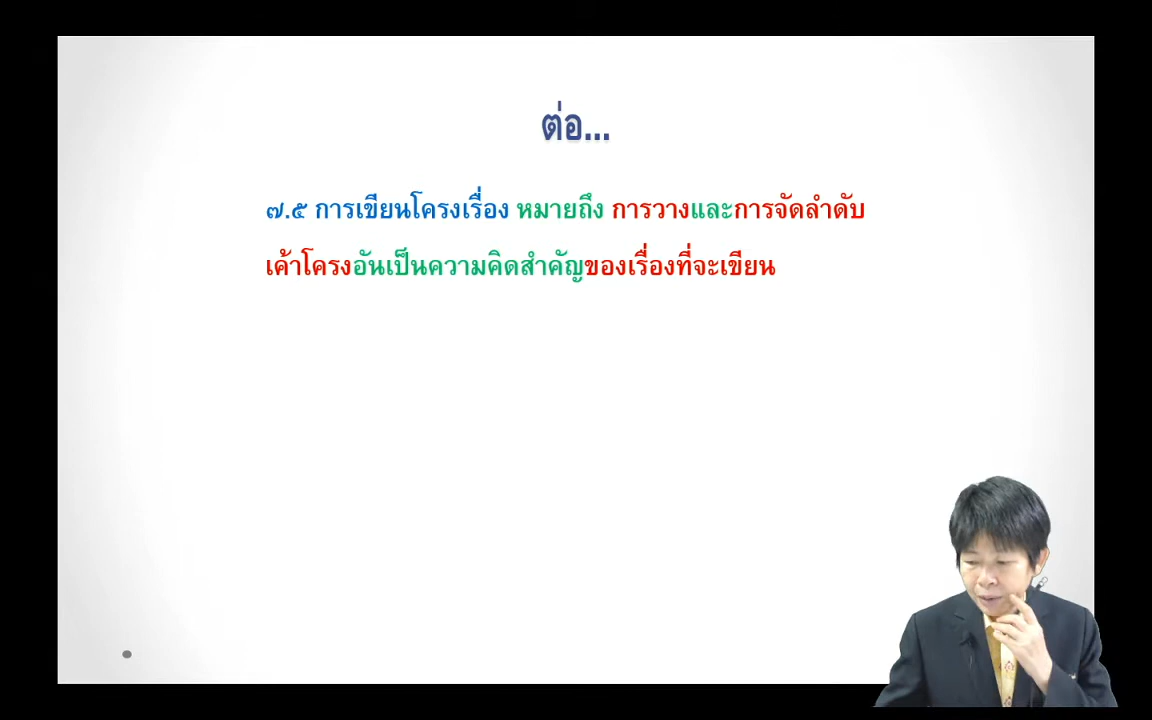 ต่อ...
๗.๕ การเขียนโครงเรื่อง หมายถึง การวางและการจัดลำดับ
เค้าโครงอันเป็นความคิดสำคัญของเรื่องที่จะเขียน